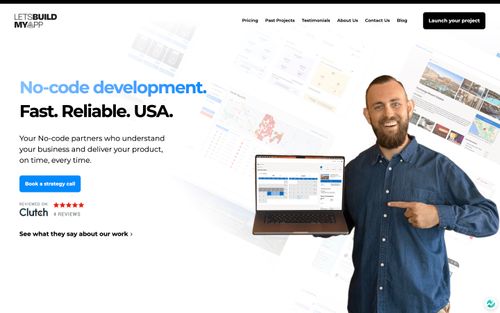 LETSBUILD
MYAPP
Pricing Past Projects Testimonials About Us Contact Us Blog Launch your project
No-code development.
Fast. Reliable. USA.
Your No-code partners who understand
your business and deliver your product,
on time, every time.
Book a strategy call
REVIEWED ON
Clutch
REVIEWS
See what they say about our work ›